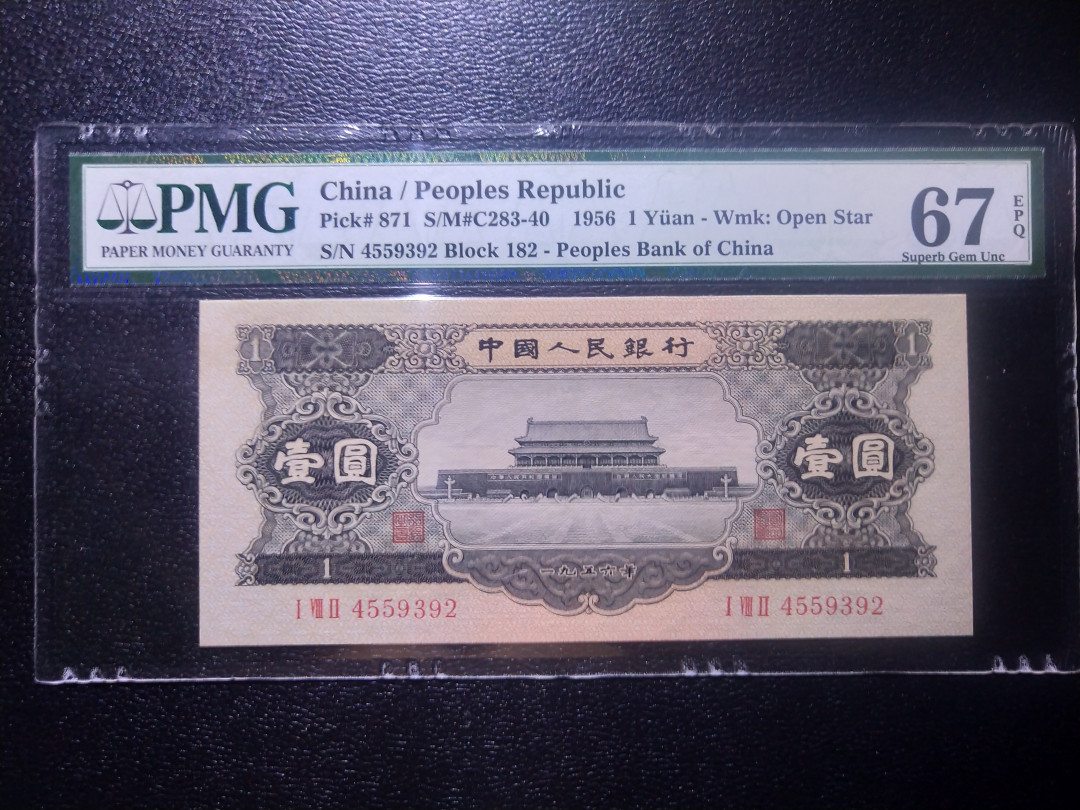 PMG
PAPER MONEY GUARANTY
China / Peoples Republic
Pick# 871 S/M#C283-40 1956 1 Yüan - Wmk: Open Star
S/N 4559392 Block 182 - Peoples Bank of China
67
EPQ
Superb Gem Unc
1 中國人民銀行 1
壹圓 壹圓
一九五六年
1 1
I VIII II 4559392 I VIII II 4559392